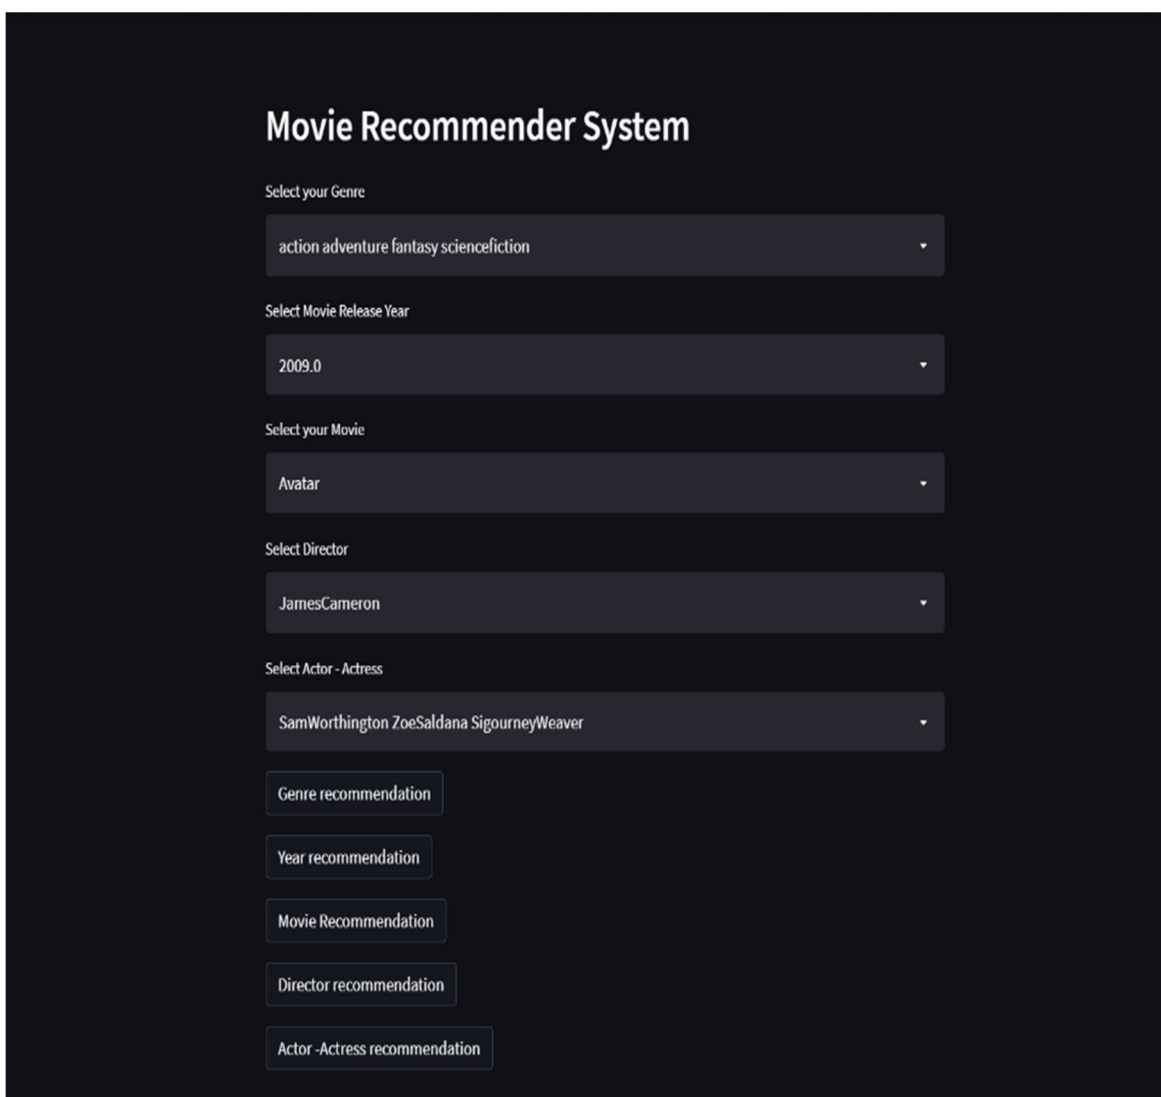 Movie Recommender System
Select your Genre
action adventure fantasy sciencefiction
Select Movie Release Year
2009.0
Select your Movie
Avatar
Select Director
JamesCameron
Select Actor - Actress
SamWorthington ZoeSaldana SigourneyWeaver
Genre recommendation
Year recommendation
Movie Recommendation
Director recommendation
Actor -Actress recommendation